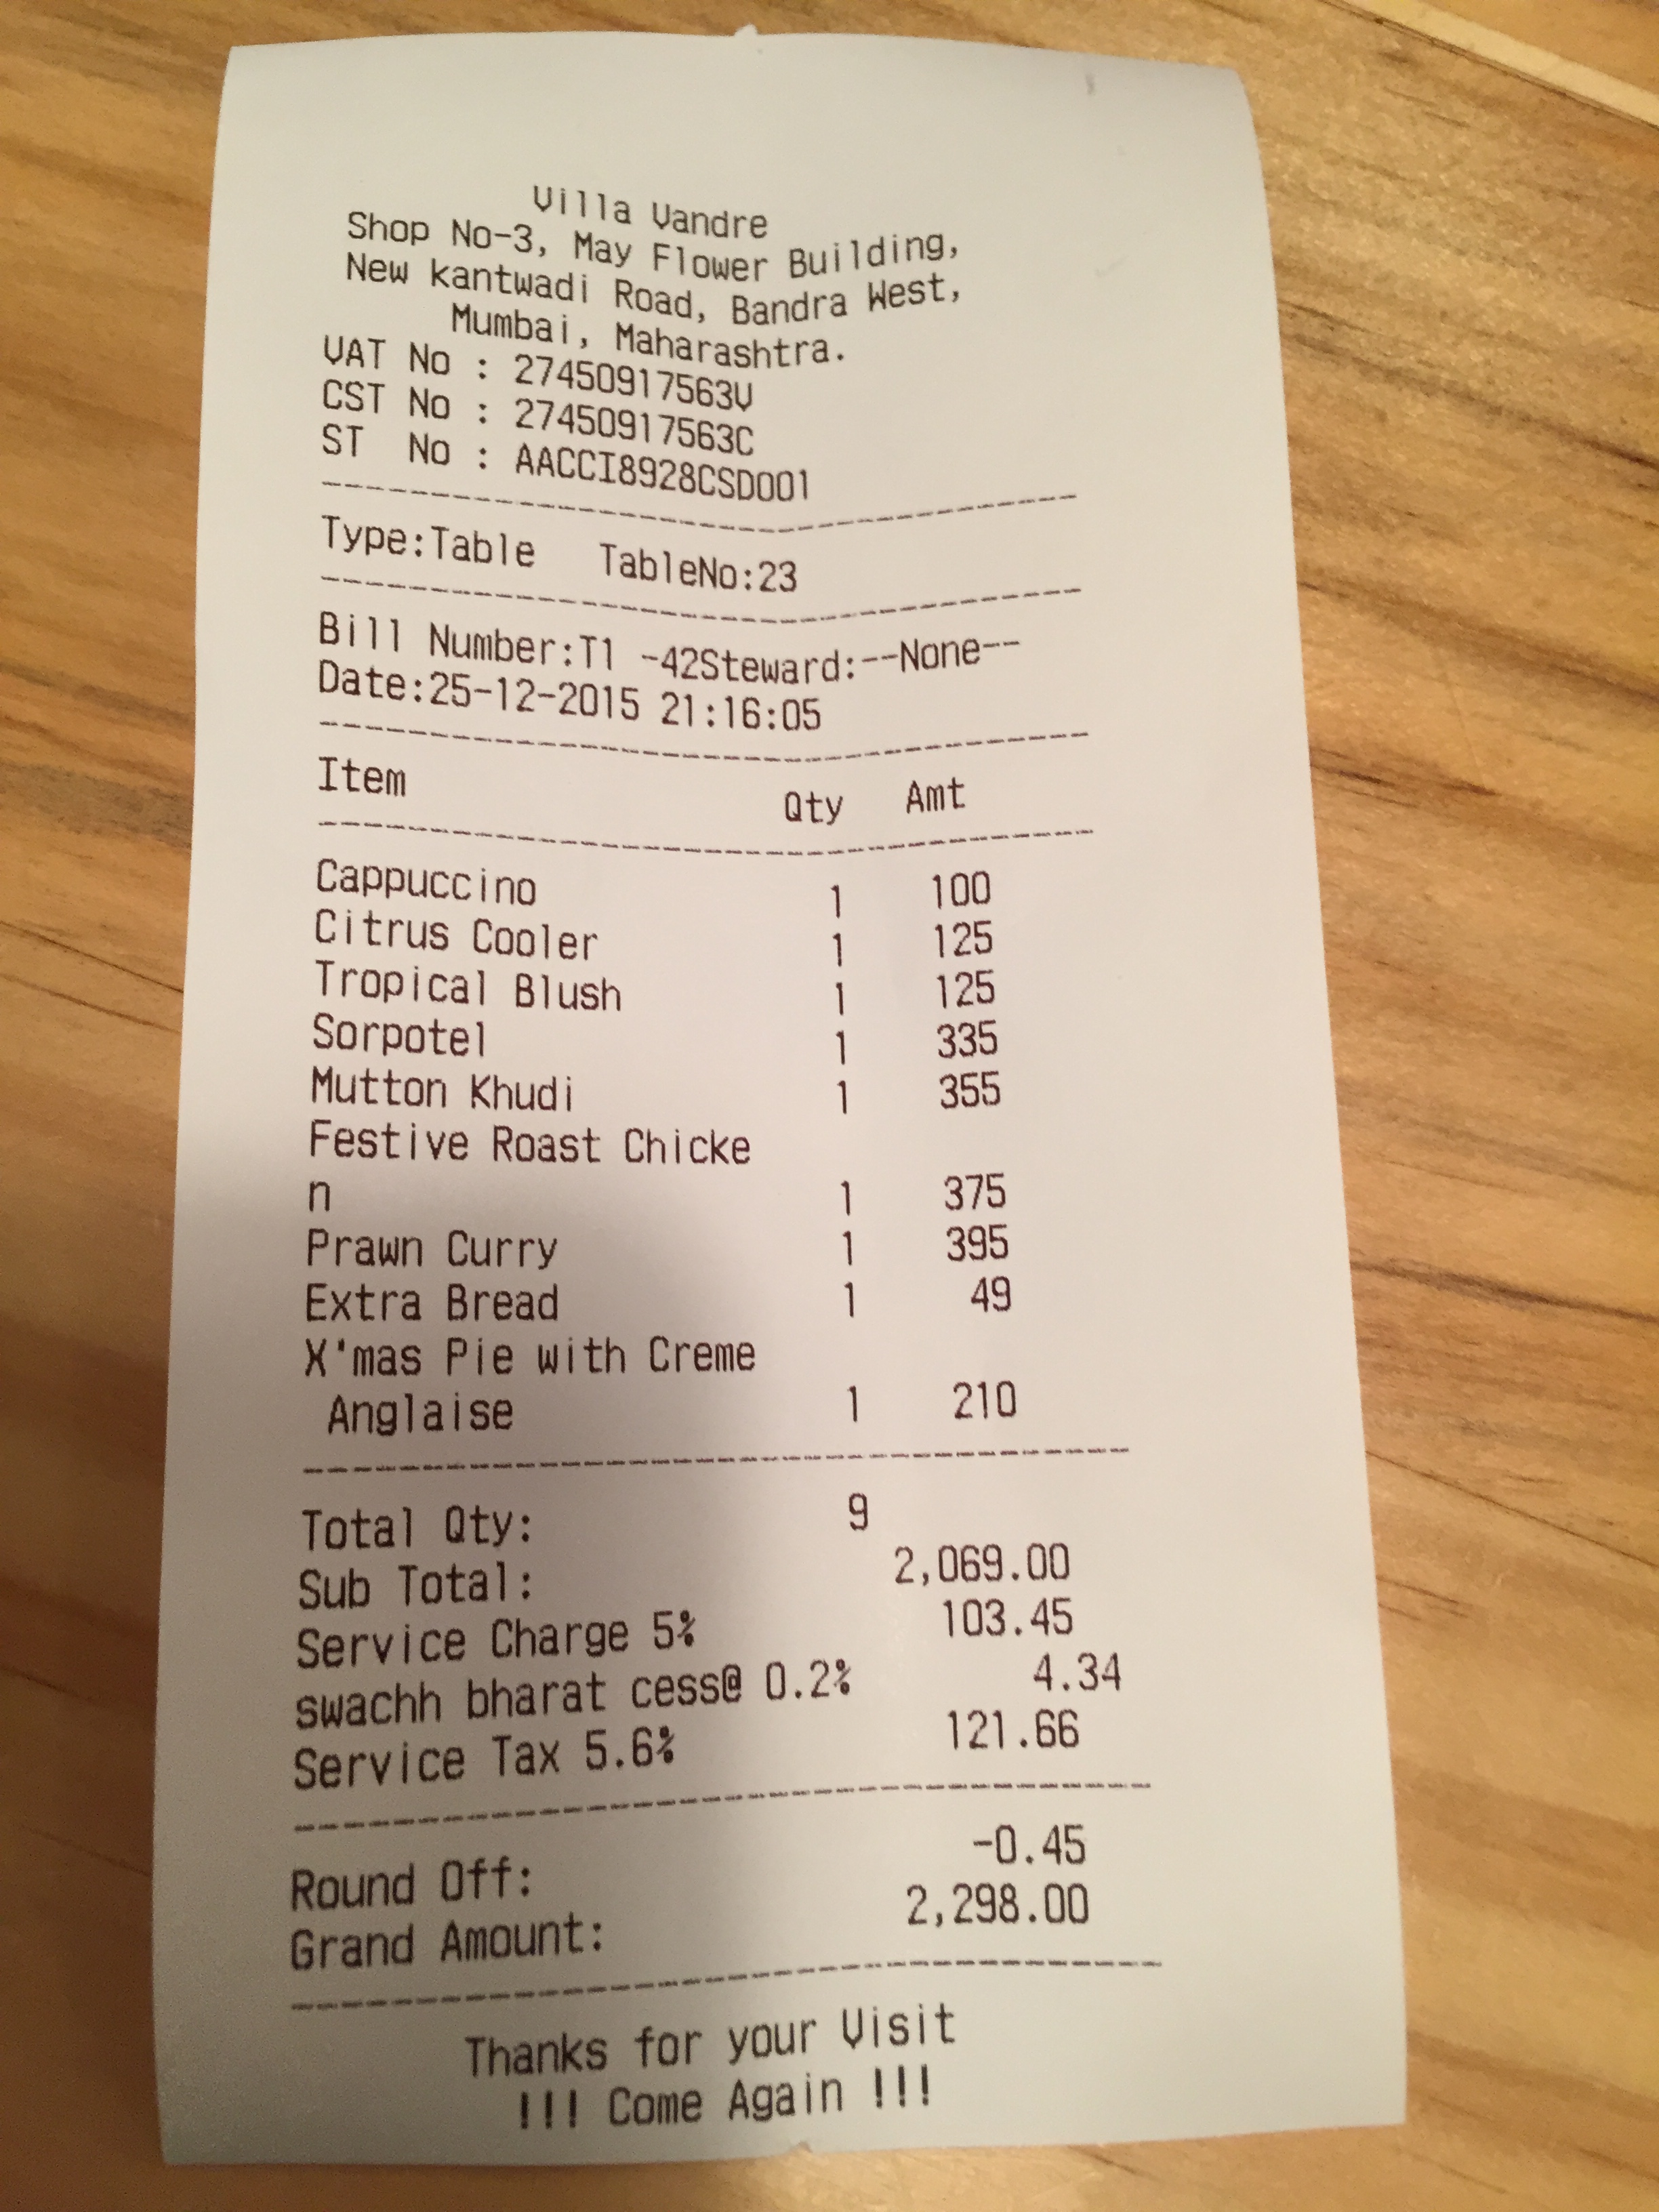 Villa Vandre
Shop No-3, May Flower Building,
New kantwadi Road, Bandra West,
Mumbai, Maharashtra.
VAT No : 27450917563V
CST No : 27450917563C
ST No : AACCI8928CSD001
Type:Table TableNo:23
Bill Number:T1 -42Steward:--None--
Date:25-12-2015 21:16:05
Item Qty Amt
Cappuccino 1 100
Citrus Cooler 1 125
Tropical Blush 1 125
Sorpotel 1 335
Mutton Khudi 1 355
Festive Roast Chicke
n 1 375
Prawn Curry 1 395
Extra Bread 1 49
X'mas Pie with Creme
Anglaise 1 210
Total Qty: 9
Sub Total: 2,069.00
Service Charge 5% 103.45
swachh bharat cess@ 0.2% 4.34
Service Tax 5.6% 121.66
Round Off: -0.45
Grand Amount: 2,298.00
Thanks for your Visit
!!! Come Again !!!